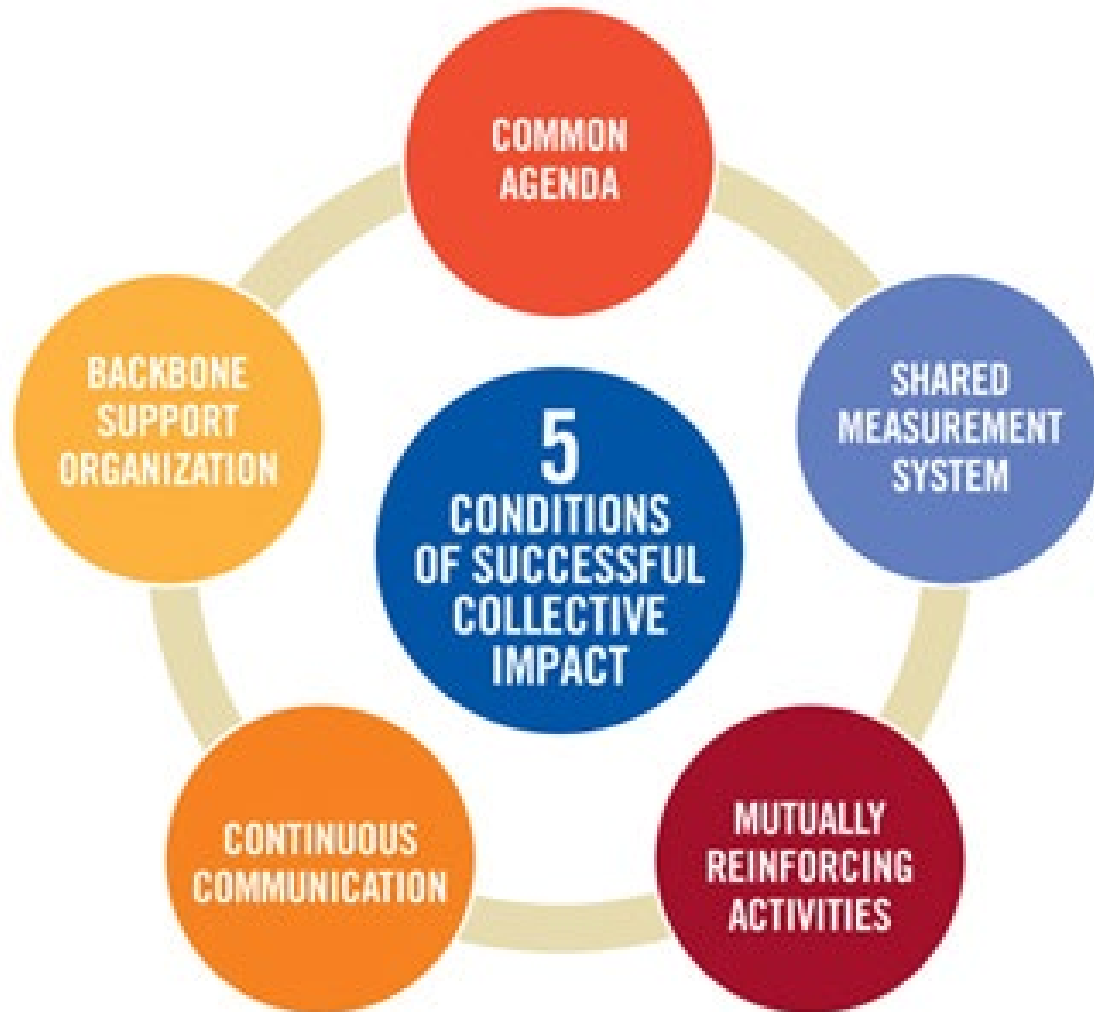 COMMON
AGENDA
SHARED
MEASUREMENT
SYSTEM
MUTUALLY
REINFORCING
ACTIVITIES
CONTINUOUS
COMMUNICATION
BACKBONE
SUPPORT
ORGANIZATION
5
CONDITIONS
OF SUCCESSFUL
COLLECTIVE
IMPACT